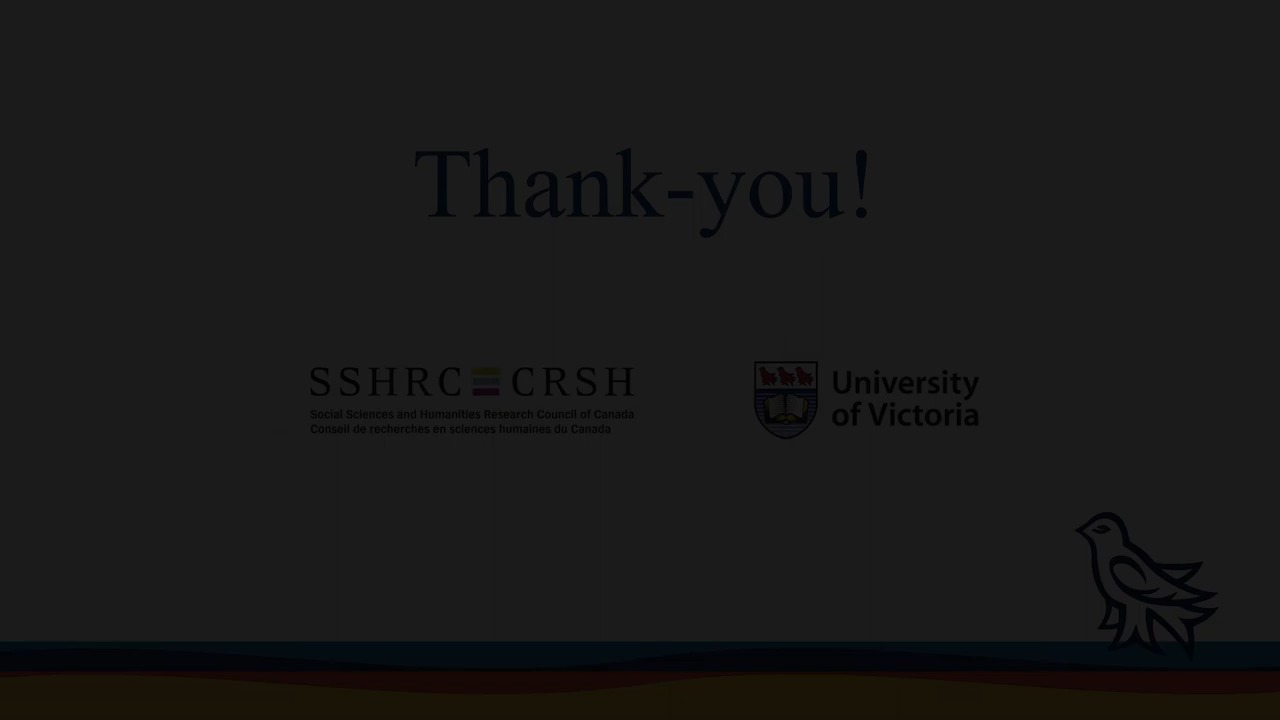 Thank-you!
SSHRC CRSH
Social Sciences and Humanities Research Council of Canada
Conseil de recherches en sciences humaines du Canada
University
of Victoria